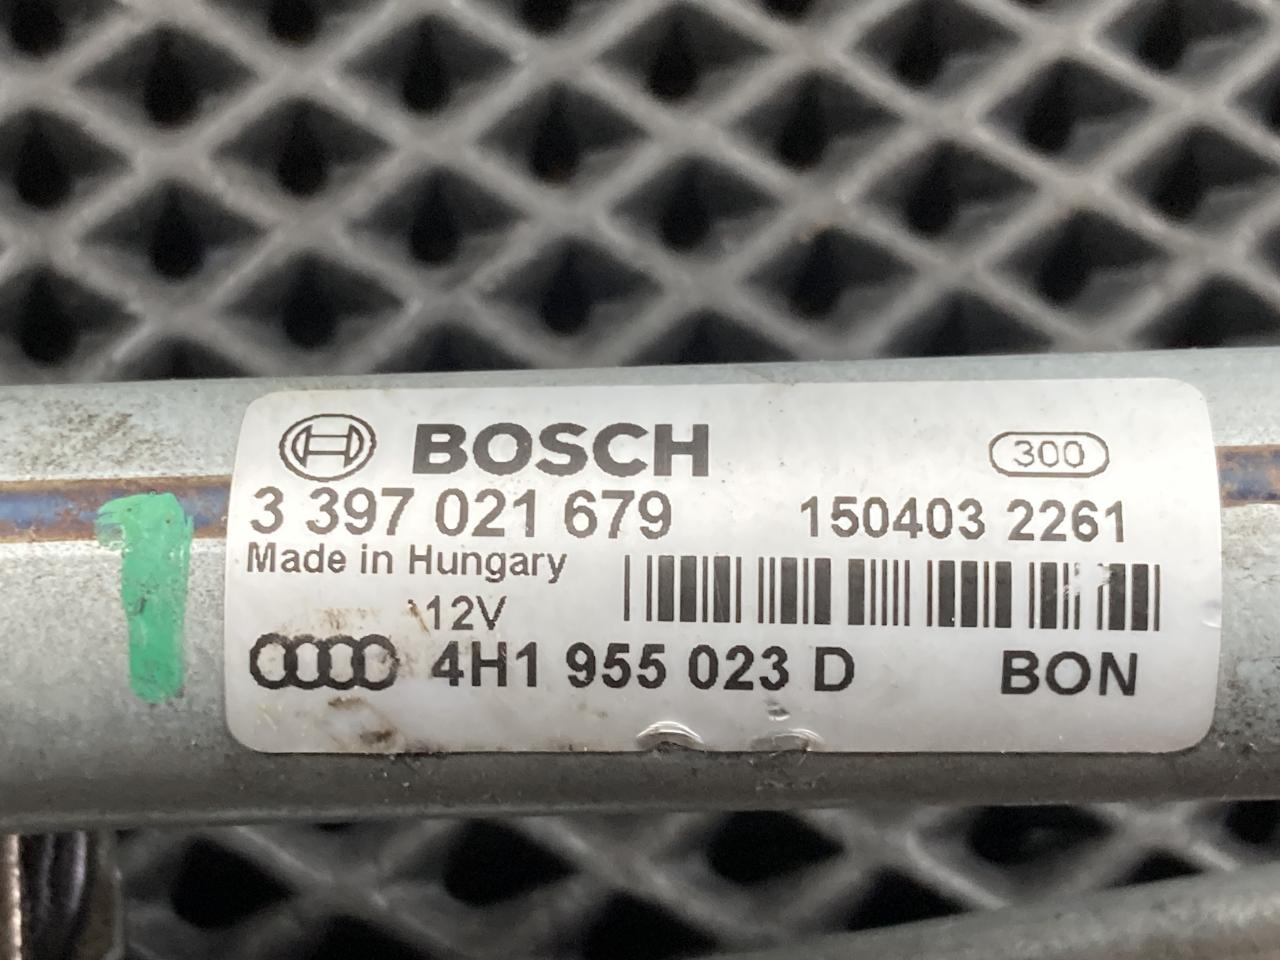 BOSCH 300
3 397 021 679 150403 2261
Made in Hungary
12V
4H1 955 023 D BON